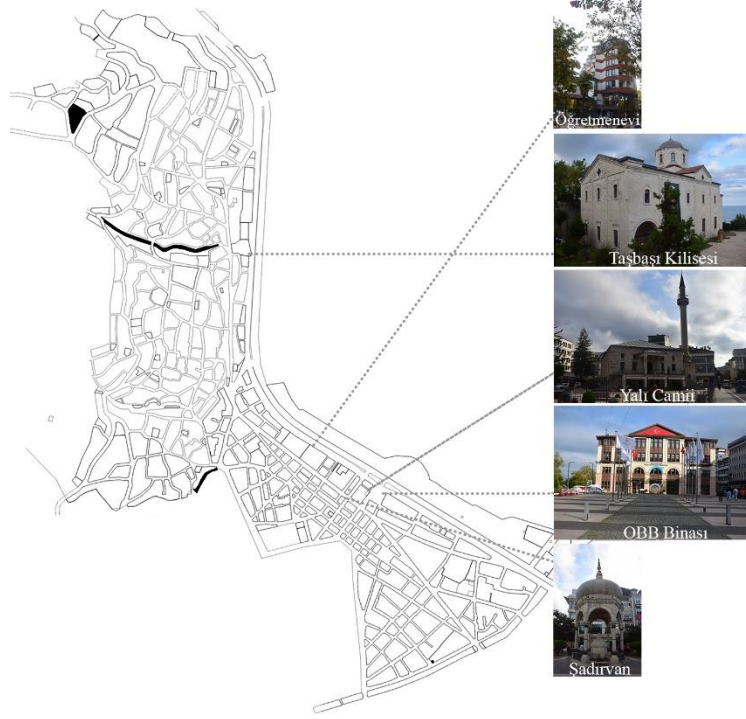 Öğretmenevi
Taşbaşı Kilisesi
Yalı Camii
OBB Binası
Şadırvan